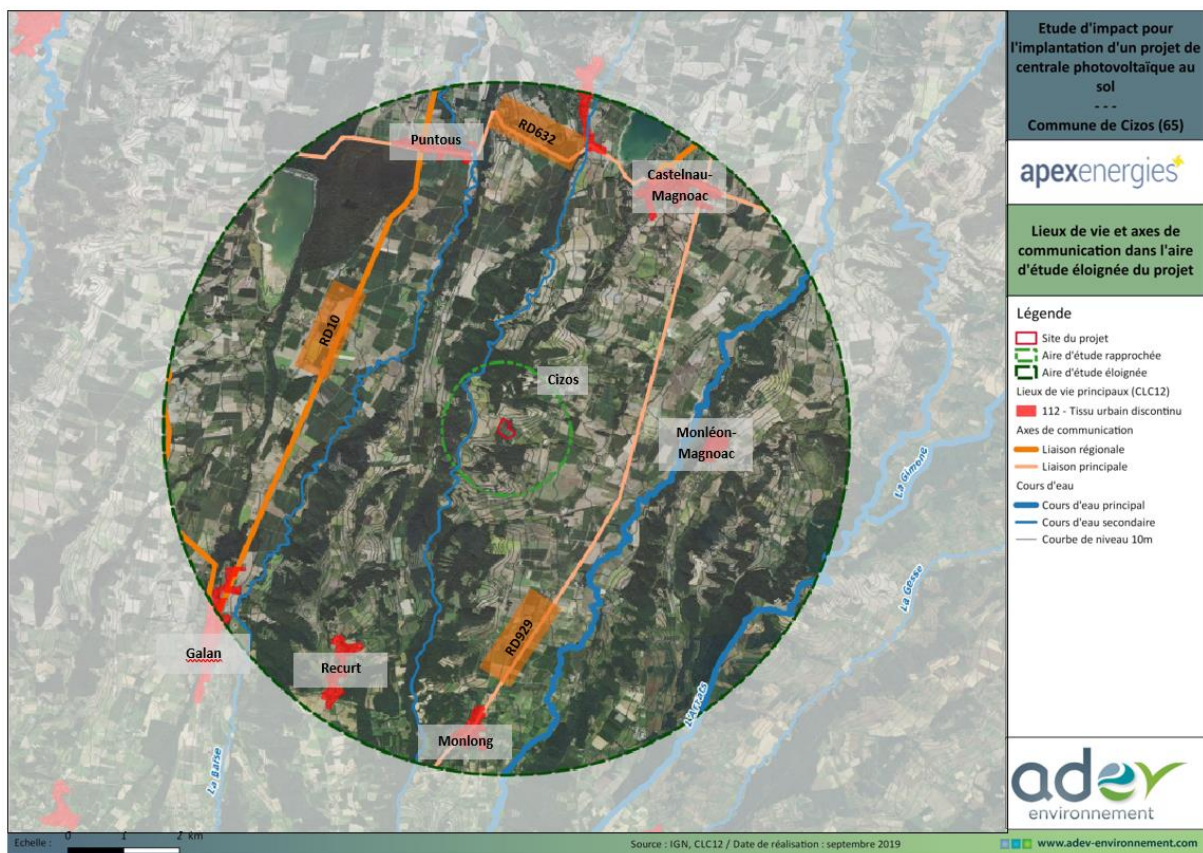 Puntous
RD632
Castelnau-
Magnoac
RD10
Cizos
Monléon-
Magnoac
La Gimone
La Gesse
RD929
L'Arrats
Galan
Recurt
Monlong
La Barse
Etude d'impact pour
l'implantation d'un projet de
centrale photovoltaïque au
sol
- - -
Commune de Cizos (65)
apexenergies
Lieux de vie et axes de
communication dans l'aire
d'étude éloignée du projet
Légende
Site du projet
Aire d'étude rapprochée
Aire d'étude éloignée
Lieux de vie principaux (CLC12)
112 - Tissu urbain discontinu
Axes de communication
Liaison régionale
Liaison principale
Cours d'eau
Cours d'eau principal
Cours d'eau secondaire
Courbe de niveau 10m
adev
environnement
Echelle :
0 1 2 km
Source : IGN, CLC12 / Date de réalisation : septembre 2019
www.adev-environnement.com